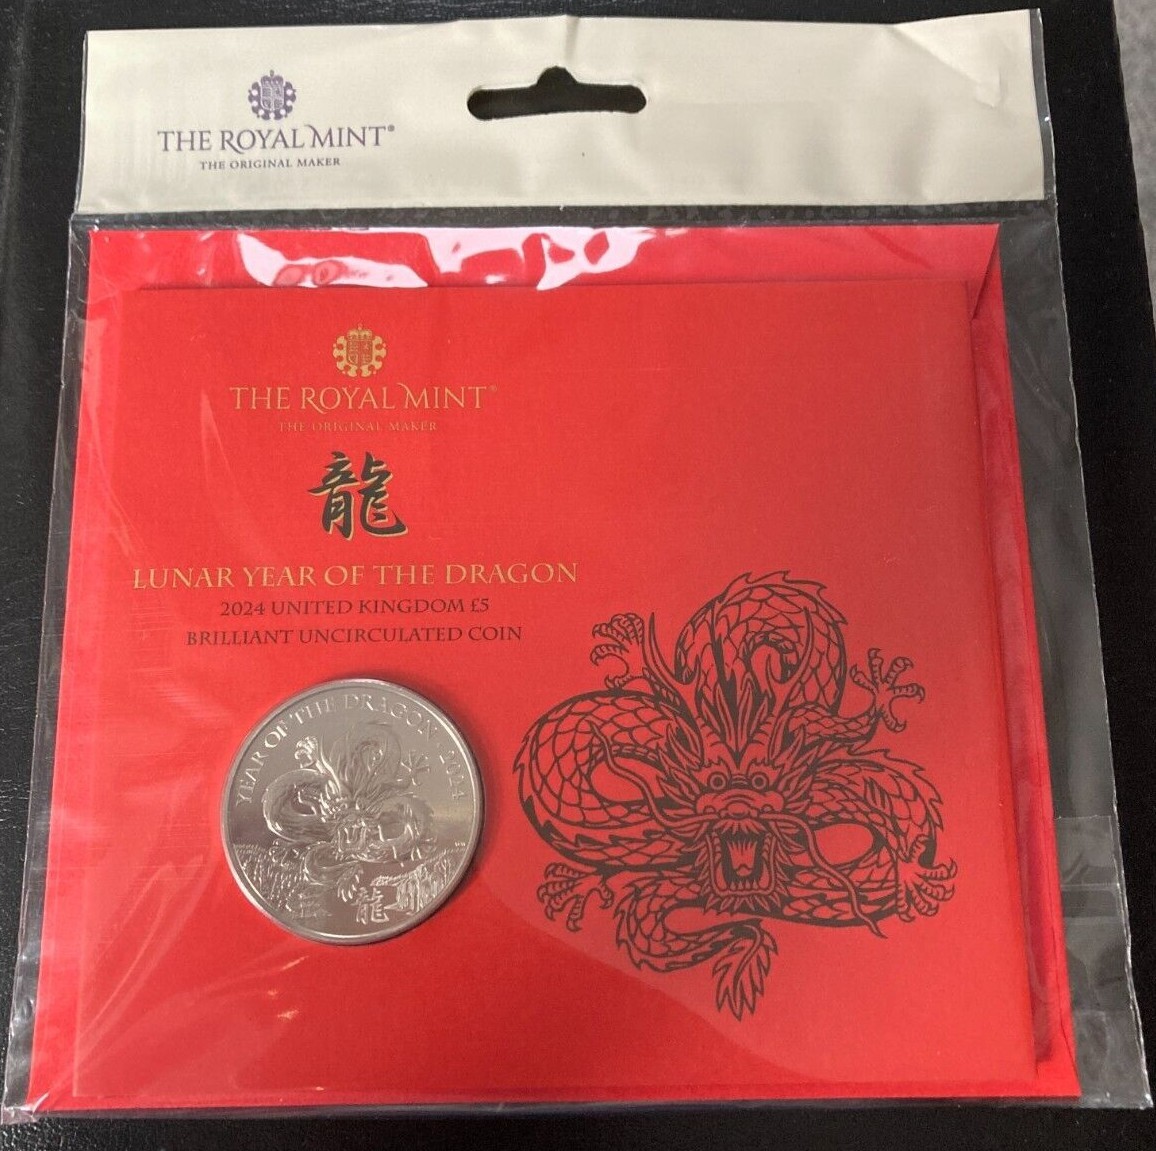 THE ROYAL MINT®
THE ORIGINAL MAKER
THE ROYAL MINT®
THE ORIGINAL MAKER
龍
LUNAR YEAR OF THE DRAGON
2024 UNITED KINGDOM £5
BRILLIANT UNCIRCULATED COIN
YEAR OF THE DRAGON · 2024
龍